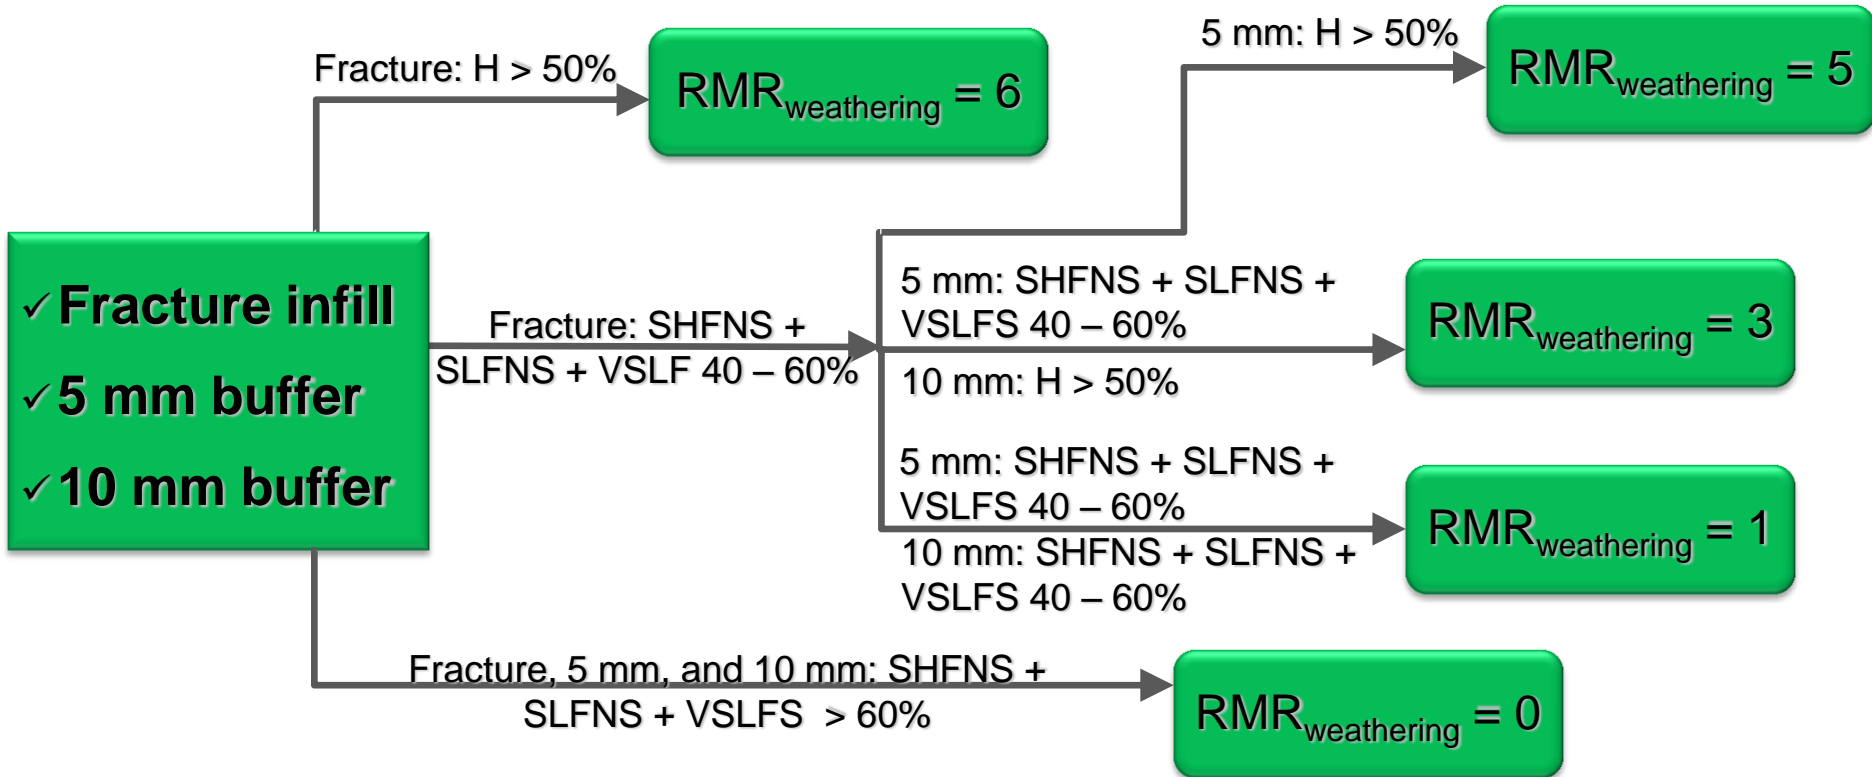 Fracture: H > 50%
RMRweathering = 6
5 mm: H > 50%
RMRweathering = 5
✓ Fracture infill
✓ 5 mm buffer
✓ 10 mm buffer
Fracture: SHFNS +
SLFNS + VSLF 40 – 60%
5 mm: SHFNS + SLFNS +
VSLFS 40 – 60%
10 mm: H > 50%
RMRweathering = 3
5 mm: SHFNS + SLFNS +
VSLFS 40 – 60%
10 mm: SHFNS + SLFNS +
VSLFS 40 – 60%
RMRweathering = 1
Fracture, 5 mm, and 10 mm: SHFNS +
SLFNS + VSLFS > 60%
RMRweathering = 0